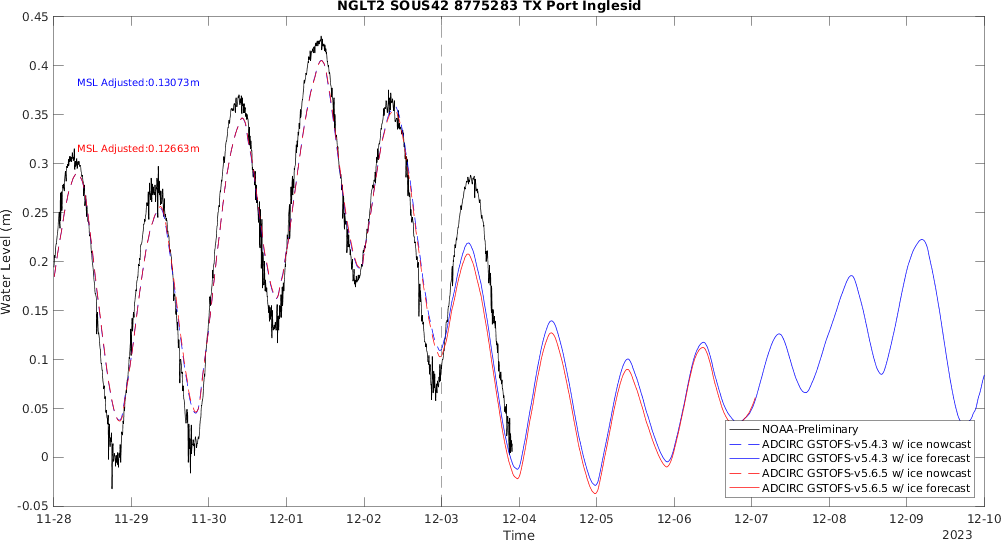 NGLT2 SOUS42 8775283 TX Port Inglesid
0.45
0.4
0.35
0.3
0.25
0.2
0.15
0.1
0.05
0
-0.05
Water Level (m)
MSL Adjusted:0.13073m
MSL Adjusted:0.12663m
NOAA-Preliminary
ADCIRC GSTOFS-v5.4.3 w/ ice nowcast
ADCIRC GSTOFS-v5.4.3 w/ ice forecast
ADCIRC GSTOFS-v5.6.5 w/ ice nowcast
ADCIRC GSTOFS-v5.6.5 w/ ice forecast
11-28 11-29 11-30 12-01 12-02 12-03 12-04 12-05 12-06 12-07 12-08 12-09 12-10
Time
2023